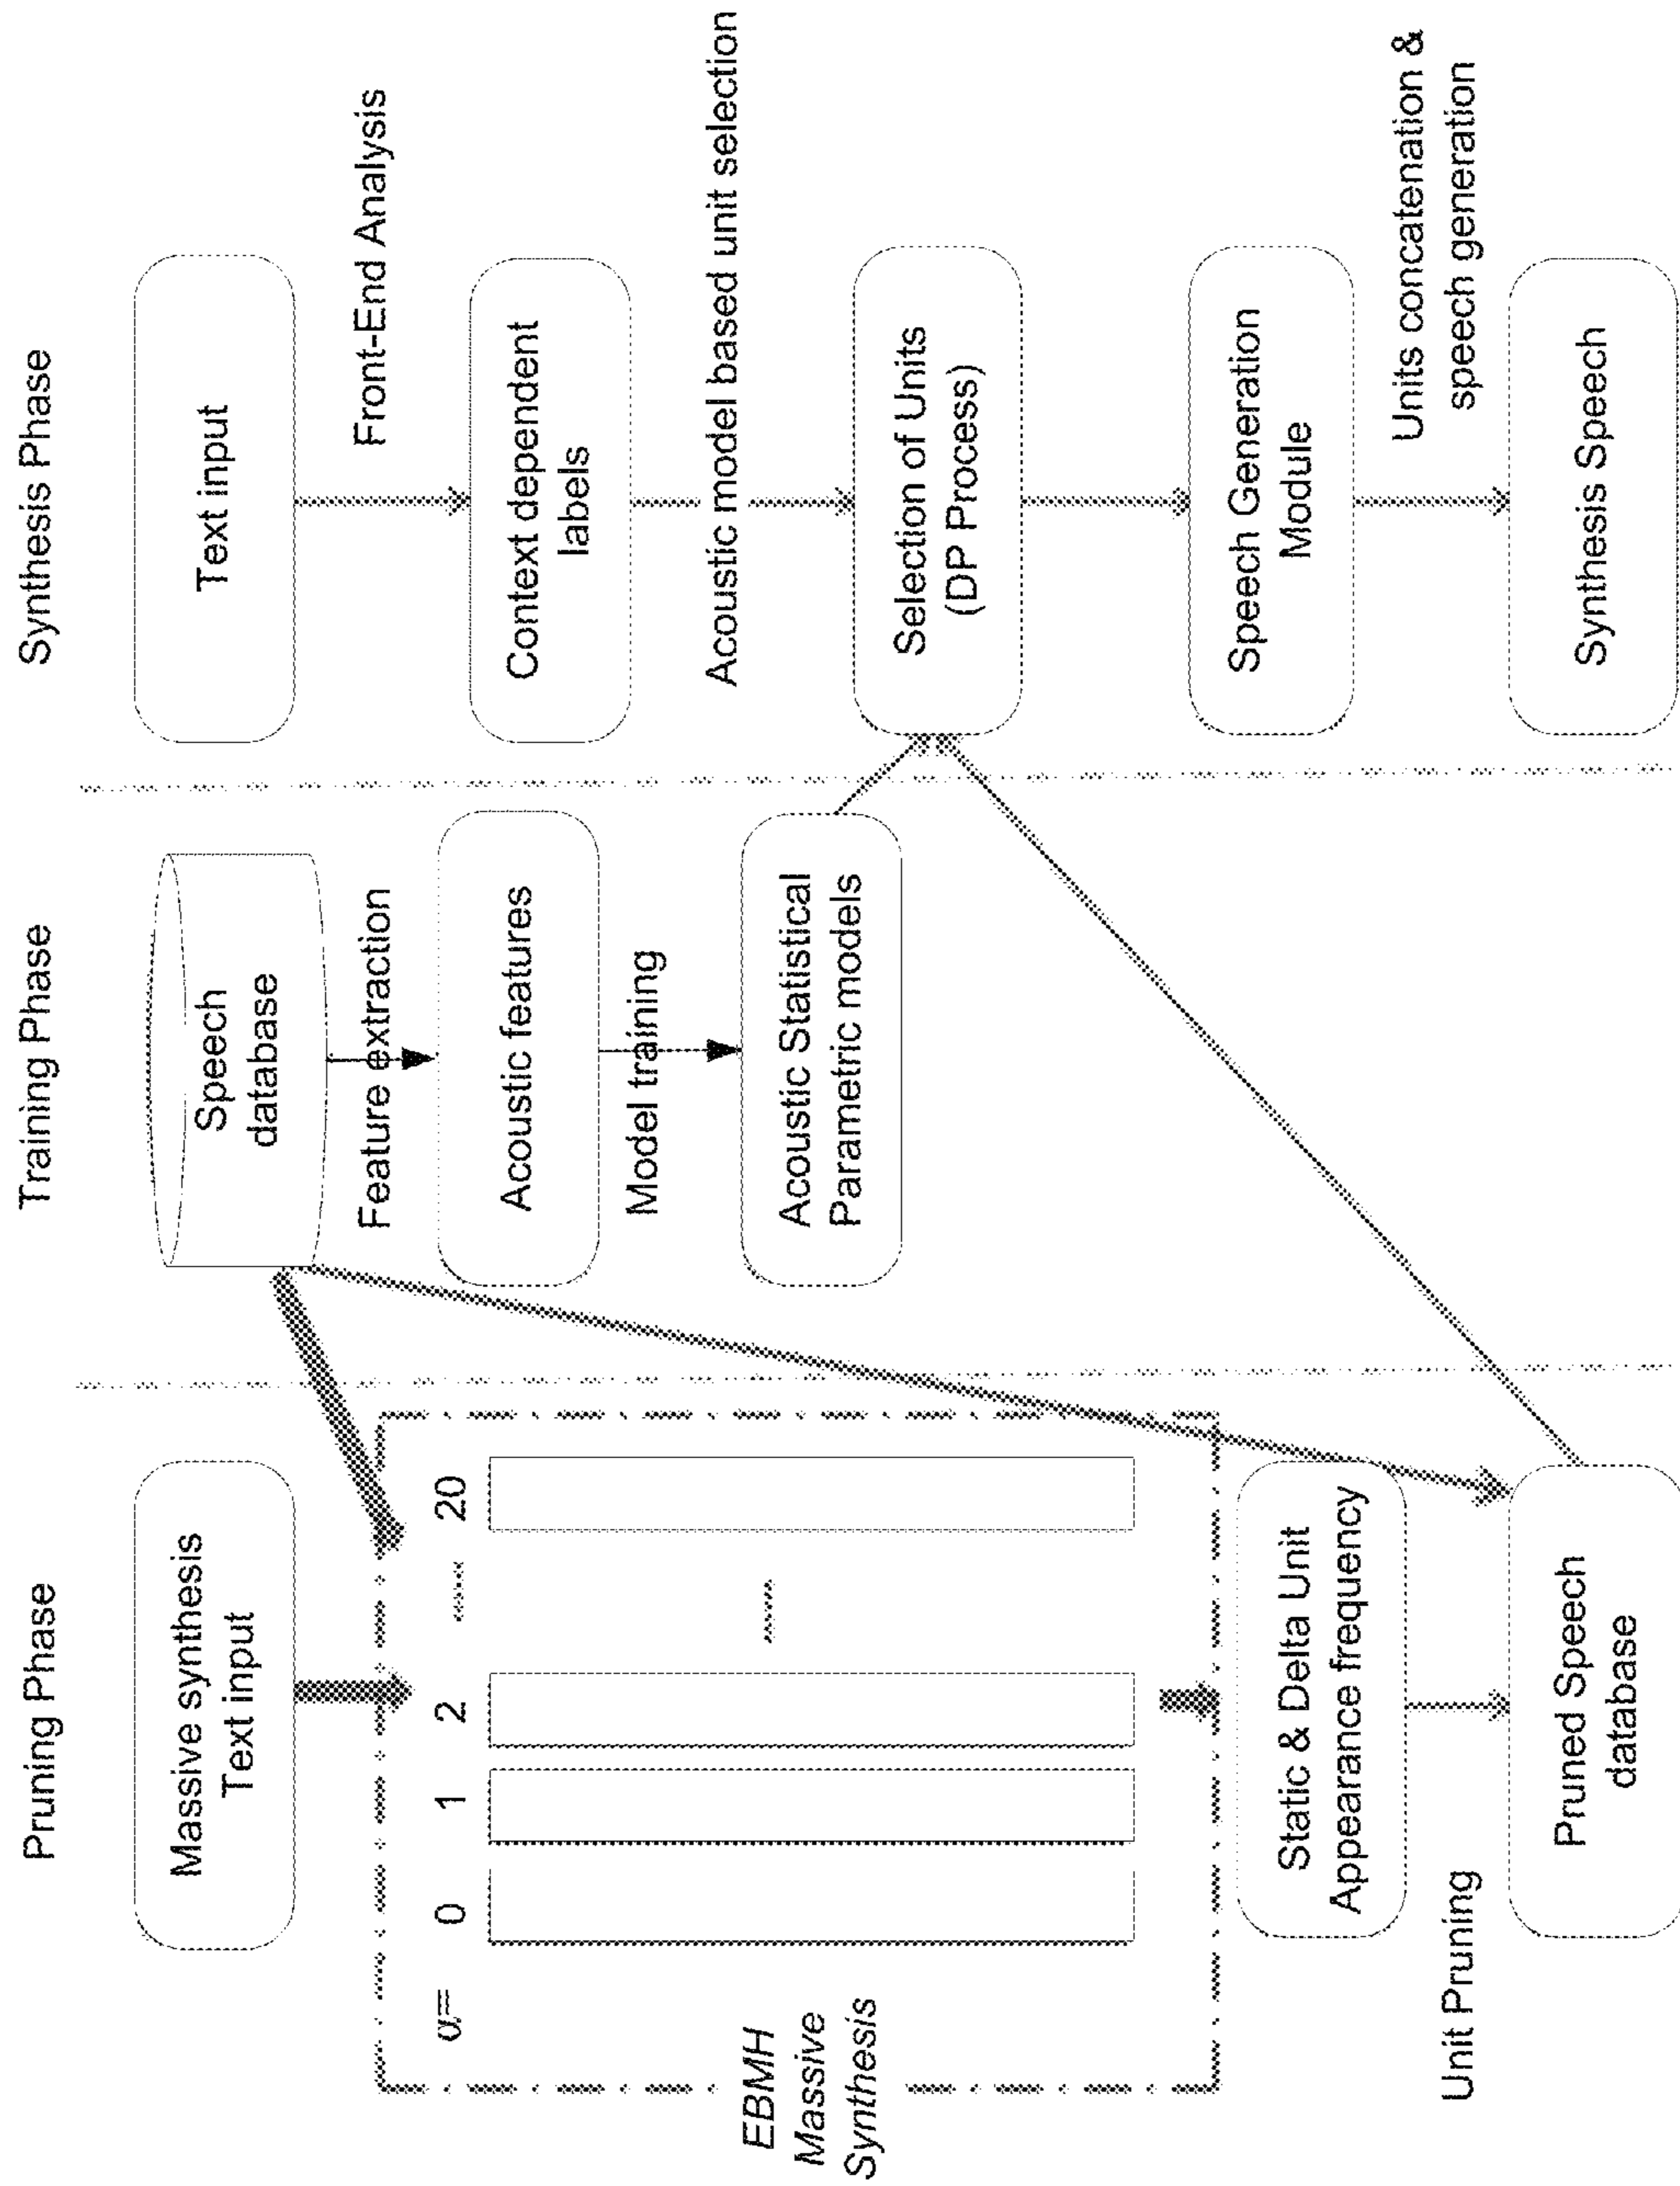 Pruning Phase
Massive synthesis
Text input
α=
0
1
2
20
EBMH
Massive
Synthesis
Static & Delta Unit
Appearance frequency
Unit Pruning
Pruned Speech
database
Training Phase
Speech
database
Feature extraction
Acoustic features
Model training
Acoustic Statistical
Parametric models
Synthesis Phase
Text input
Front-End Analysis
Context dependent
labels
Acoustic model based unit selection
Selection of Units
(DP Process)
Speech Generation
Module
Units concatenation &
speech generation
Synthesis Speech